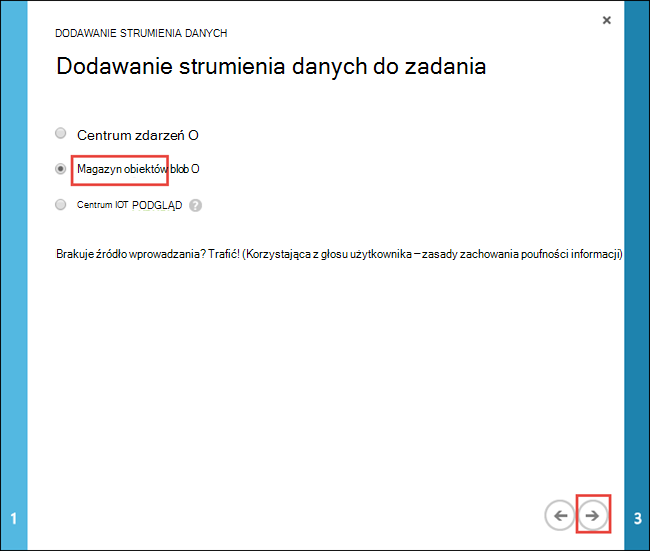 DODAWANIE STRUMIENIA DANYCH
Dodawanie strumienia danych do zadania
Centrum zdarzeń O
Magazyn obiektów blob O
Centrum IOT PODGLĄD ?
Brakuje źródło wprowadzania? Trafić! (Korzystająca z głosu użytkownika – zasady zachowania poufności informacji)
1
3